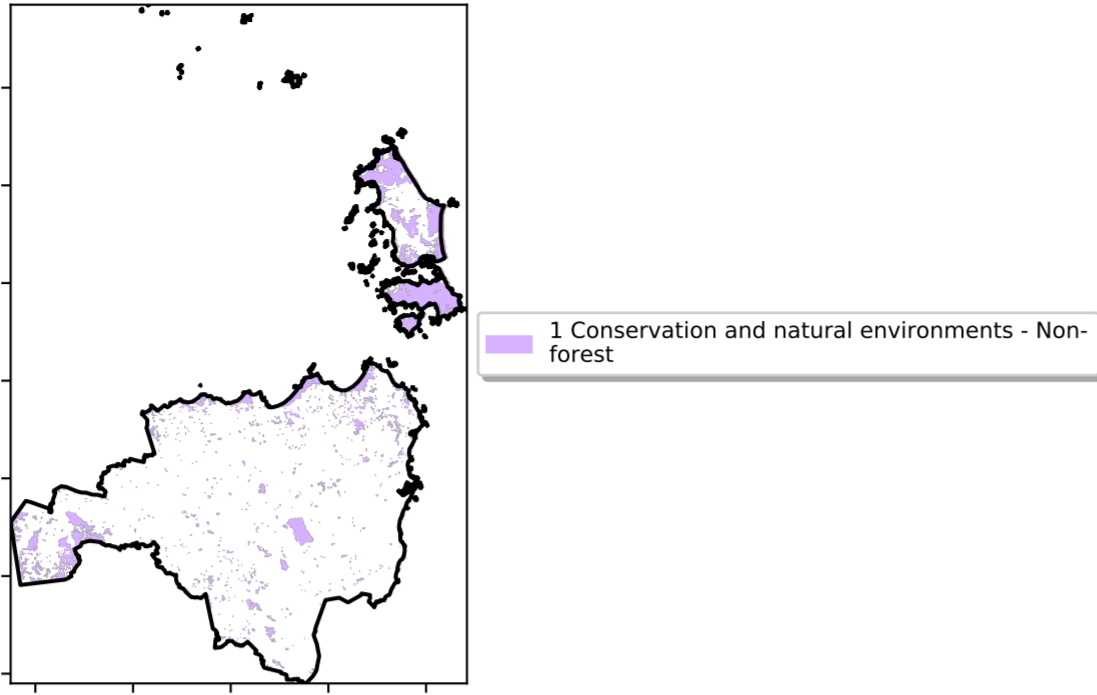 1 Conservation and natural environments - Non-
forest